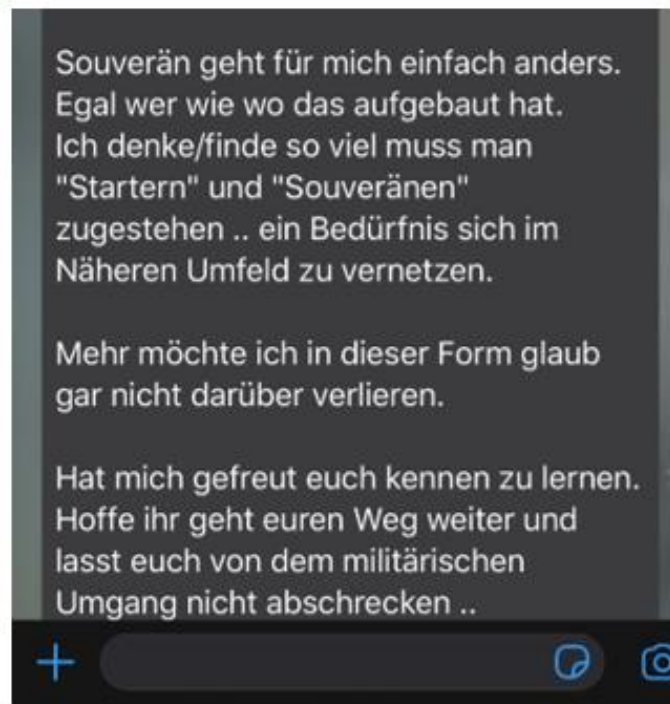 Souverän geht für mich einfach anders.
Egal wer wie wo das aufgebaut hat.
Ich denke/finde so viel muss man
"Startern" und "Souveränen"
zugestehen .. ein Bedürfnis sich im
Näheren Umfeld zu vernetzen.
Mehr möchte ich in dieser Form glaub
gar nicht darüber verlieren.
Hat mich gefreut euch kennen zu lernen.
Hoffe ihr geht euren Weg weiter und
lasst euch von dem militärischen
Umgang nicht abschrecken ..